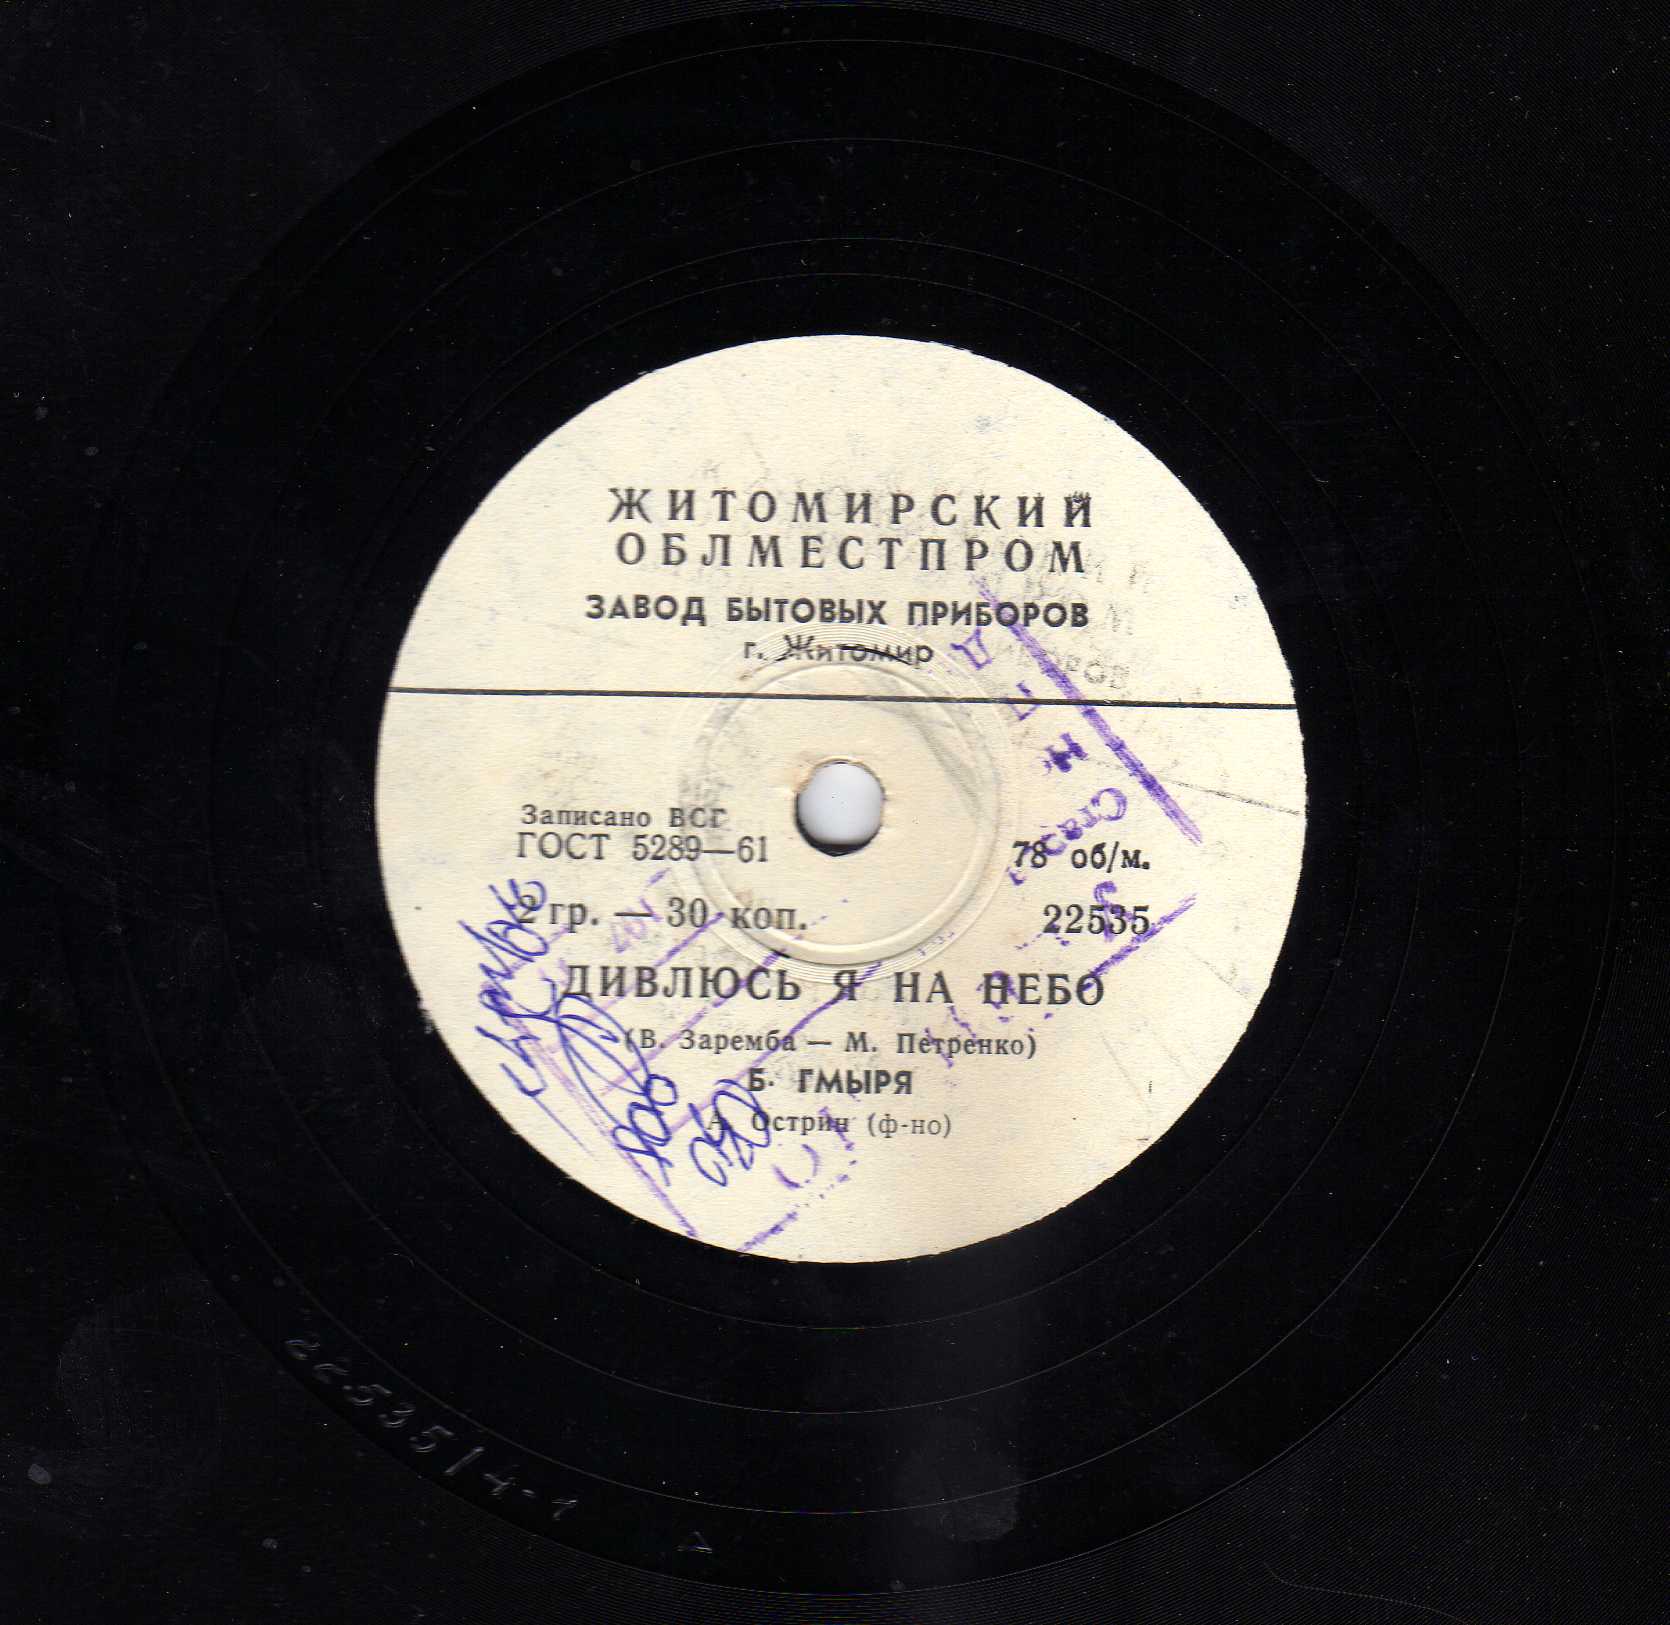 ЖИТОМИРСКИЙ
ОБЛМЕСТПРОМ
ЗАВОД БЫТОВЫХ ПРИБОРОВ
г. Житомир
Записано ВСГ
ГОСТ 5289—61
78 об/м.
2 гр. — 30 коп.
22535
ДИВЛЮСЬ Я НА НЕБО
(В. Заремба — М. Петренко)
Б. ГМЫРЯ
А. Острин (ф-но)
22535/4-1